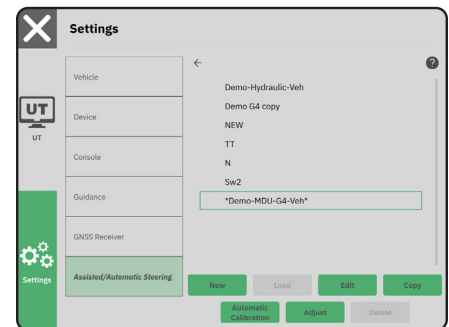 Settings
UT
UT
Settings
Vehicle
Device
Console
Guidance
GNSS Receiver
Assisted/Automatic Steering
←
?
Demo-Hydraulic-Veh
Demo G4 copy
NEW
TT
N
Sw2
*Demo-MDU-G4-Veh*
New
Load
Edit
Copy
Automatic
Calibration
Adjust
Delete